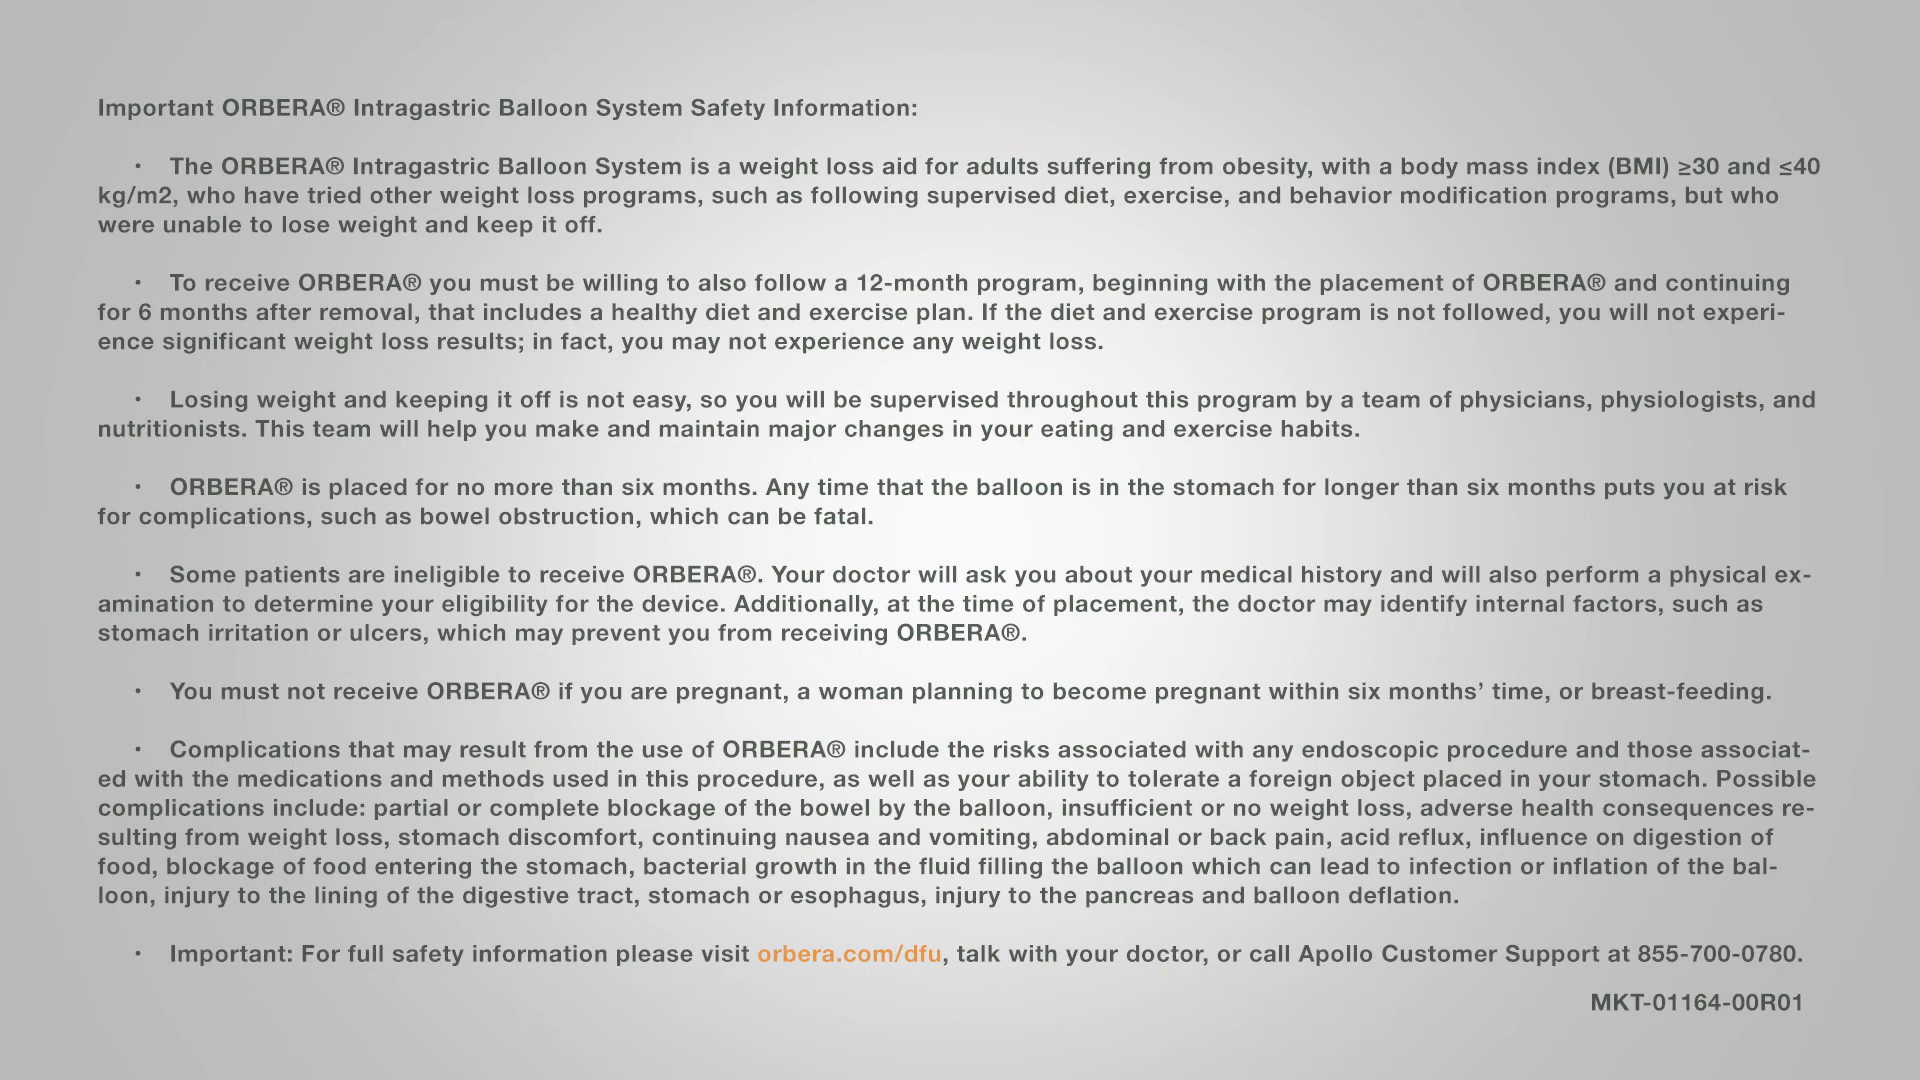 Important ORBERA® Intragastric Balloon System Safety Information:
• The ORBERA® Intragastric Balloon System is a weight loss aid for adults suffering from obesity, with a body mass index (BMI) ≥30 and ≤40
kg/m2, who have tried other weight loss programs, such as following supervised diet, exercise, and behavior modification programs, but who
were unable to lose weight and keep it off.
• To receive ORBERA® you must be willing to also follow a 12-month program, beginning with the placement of ORBERA® and continuing
for 6 months after removal, that includes a healthy diet and exercise plan. If the diet and exercise program is not followed, you will not experi-
ence significant weight loss results; in fact, you may not experience any weight loss.
• Losing weight and keeping it off is not easy, so you will be supervised throughout this program by a team of physicians, physiologists, and
nutritionists. This team will help you make and maintain major changes in your eating and exercise habits.
• ORBERA® is placed for no more than six months. Any time that the balloon is in the stomach for longer than six months puts you at risk
for complications, such as bowel obstruction, which can be fatal.
• Some patients are ineligible to receive ORBERA®. Your doctor will ask you about your medical history and will also perform a physical ex-
amination to determine your eligibility for the device. Additionally, at the time of placement, the doctor may identify internal factors, such as
stomach irritation or ulcers, which may prevent you from receiving ORBERA®.
• You must not receive ORBERA® if you are pregnant, a woman planning to become pregnant within six months’ time, or breast-feeding.
• Complications that may result from the use of ORBERA® include the risks associated with any endoscopic procedure and those associat-
ed with the medications and methods used in this procedure, as well as your ability to tolerate a foreign object placed in your stomach. Possible
complications include: partial or complete blockage of the bowel by the balloon, insufficient or no weight loss, adverse health consequences re-
sulting from weight loss, stomach discomfort, continuing nausea and vomiting, abdominal or back pain, acid reflux, influence on digestion of
food, blockage of food entering the stomach, bacterial growth in the fluid filling the balloon which can lead to infection or inflation of the bal-
loon, injury to the lining of the digestive tract, stomach or esophagus, injury to the pancreas and balloon deflation.
• Important: For full safety information please visit orbera.com/dfu, talk with your doctor, or call Apollo Customer Support at 855-700-0780.
MKT-01164-00R01